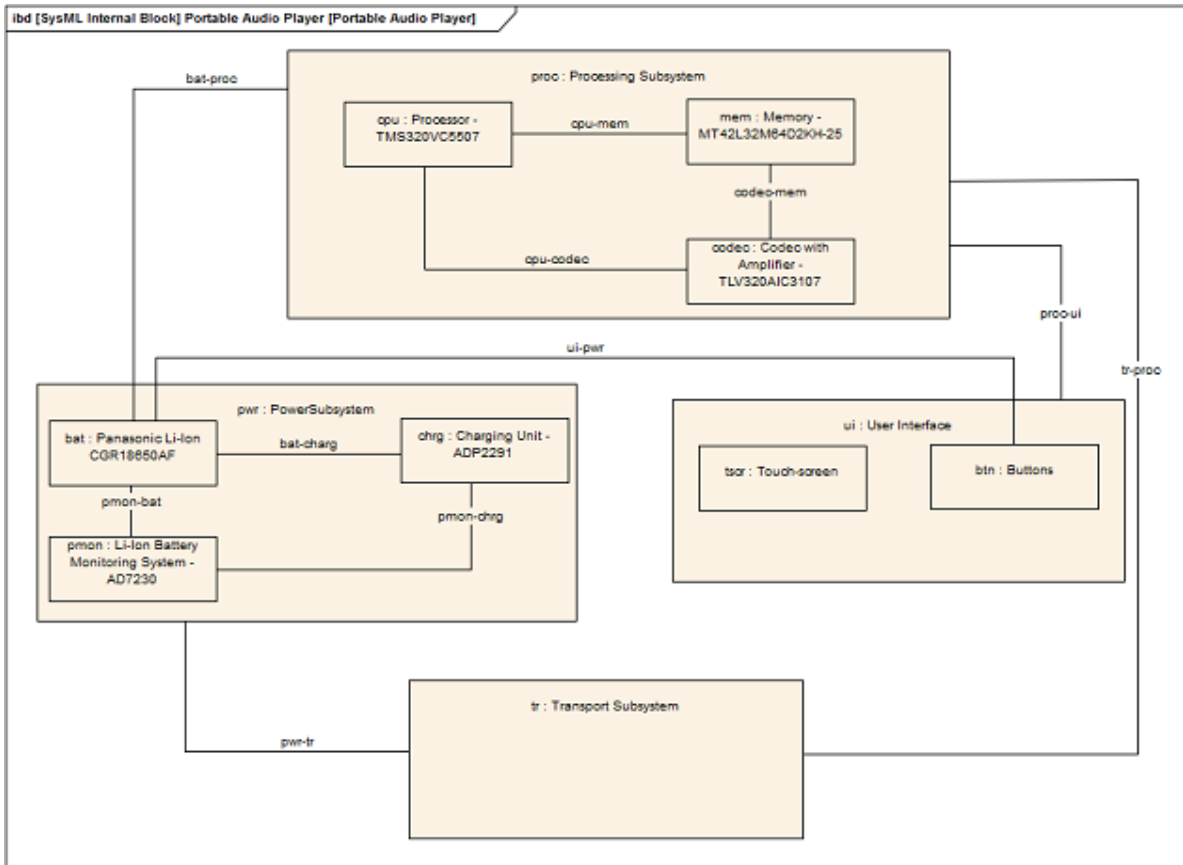 ibd [SysML Internal Block] Portable Audio Player [Portable Audio Player]
bat-proc
proc : Processing Subsystem
cpu : Processor -
TMS320VC5507
cpu-mem
mem : Memory -
MT42L32M64D2KH-25
codec-mem
cpu-codec
codec : Codec with
Amplifier -
TLV320AIC3107
proc-ui
ui-pwr
tr-proc
pwr : PowerSubsystem
bat : Panasonic Li-Ion
CGR18650AF
bat-charg
chrg : Charging Unit -
ADP2291
pmon-bat
pmon-chrg
pmon : Li-Ion Battery
Monitoring System -
AD7230
ui : User Interface
tscr : Touch-screen
btn : Buttons
tr : Transport Subsystem
pwr-tr